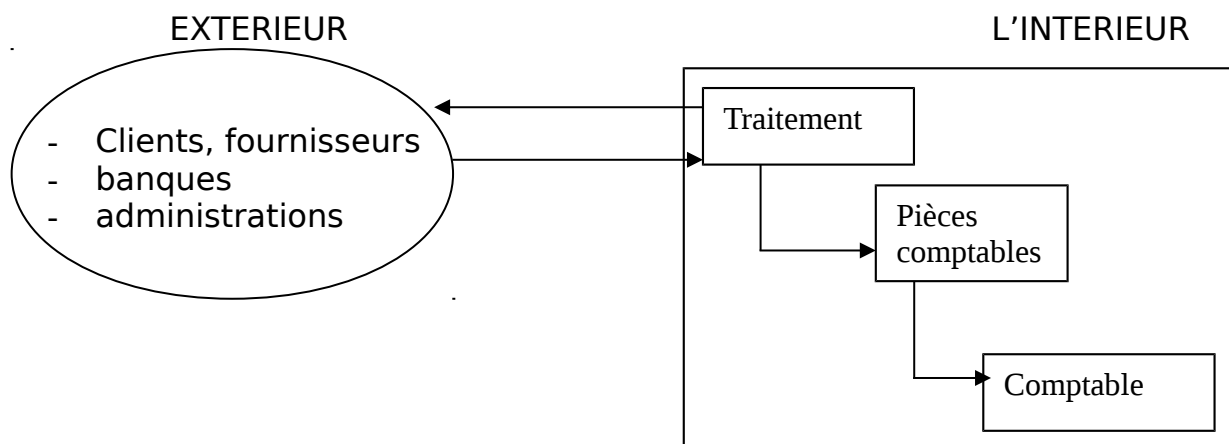 EXTERIEUR
L'INTERIEUR
- Clients, fournisseurs
- banques
- administrations
Traitement
Pièces
comptables
Comptable